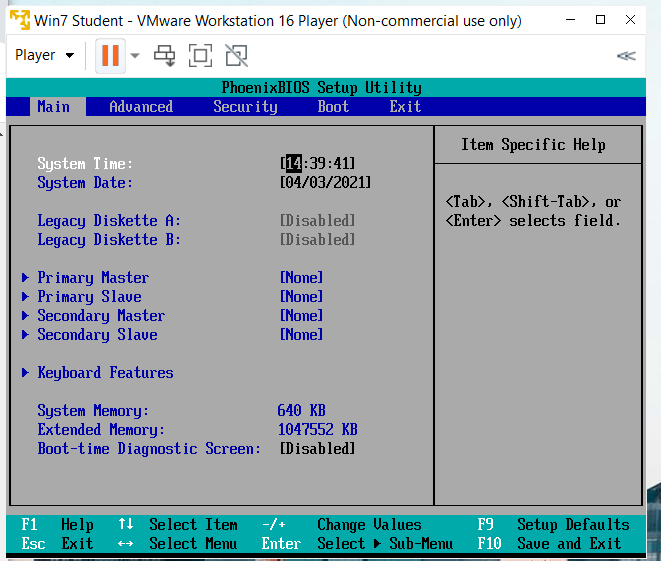 Win7 Student - VMware Workstation 16 Player (Non-commercial use only)
Player
PhoenixBIOS Setup Utility
Main Advanced Security Boot Exit
Item Specific Help
System Time: [14:39:41]
System Date: [04/03/2021]
<Tab>, <Shift-Tab>, or
<Enter> selects field.
Legacy Diskette A: [Disabled]
Legacy Diskette B: [Disabled]
Primary Master [None]
Primary Slave [None]
Secondary Master [None]
Secondary Slave [None]
Keyboard Features
System Memory: 640 KB
Extended Memory: 1047552 KB
Boot-time Diagnostic Screen: [Disabled]
F1 Help ↑↓ Select Item -/+ Change Values F9 Setup Defaults
Esc Exit ↔ Select Menu Enter Select ▶ Sub-Menu F10 Save and Exit